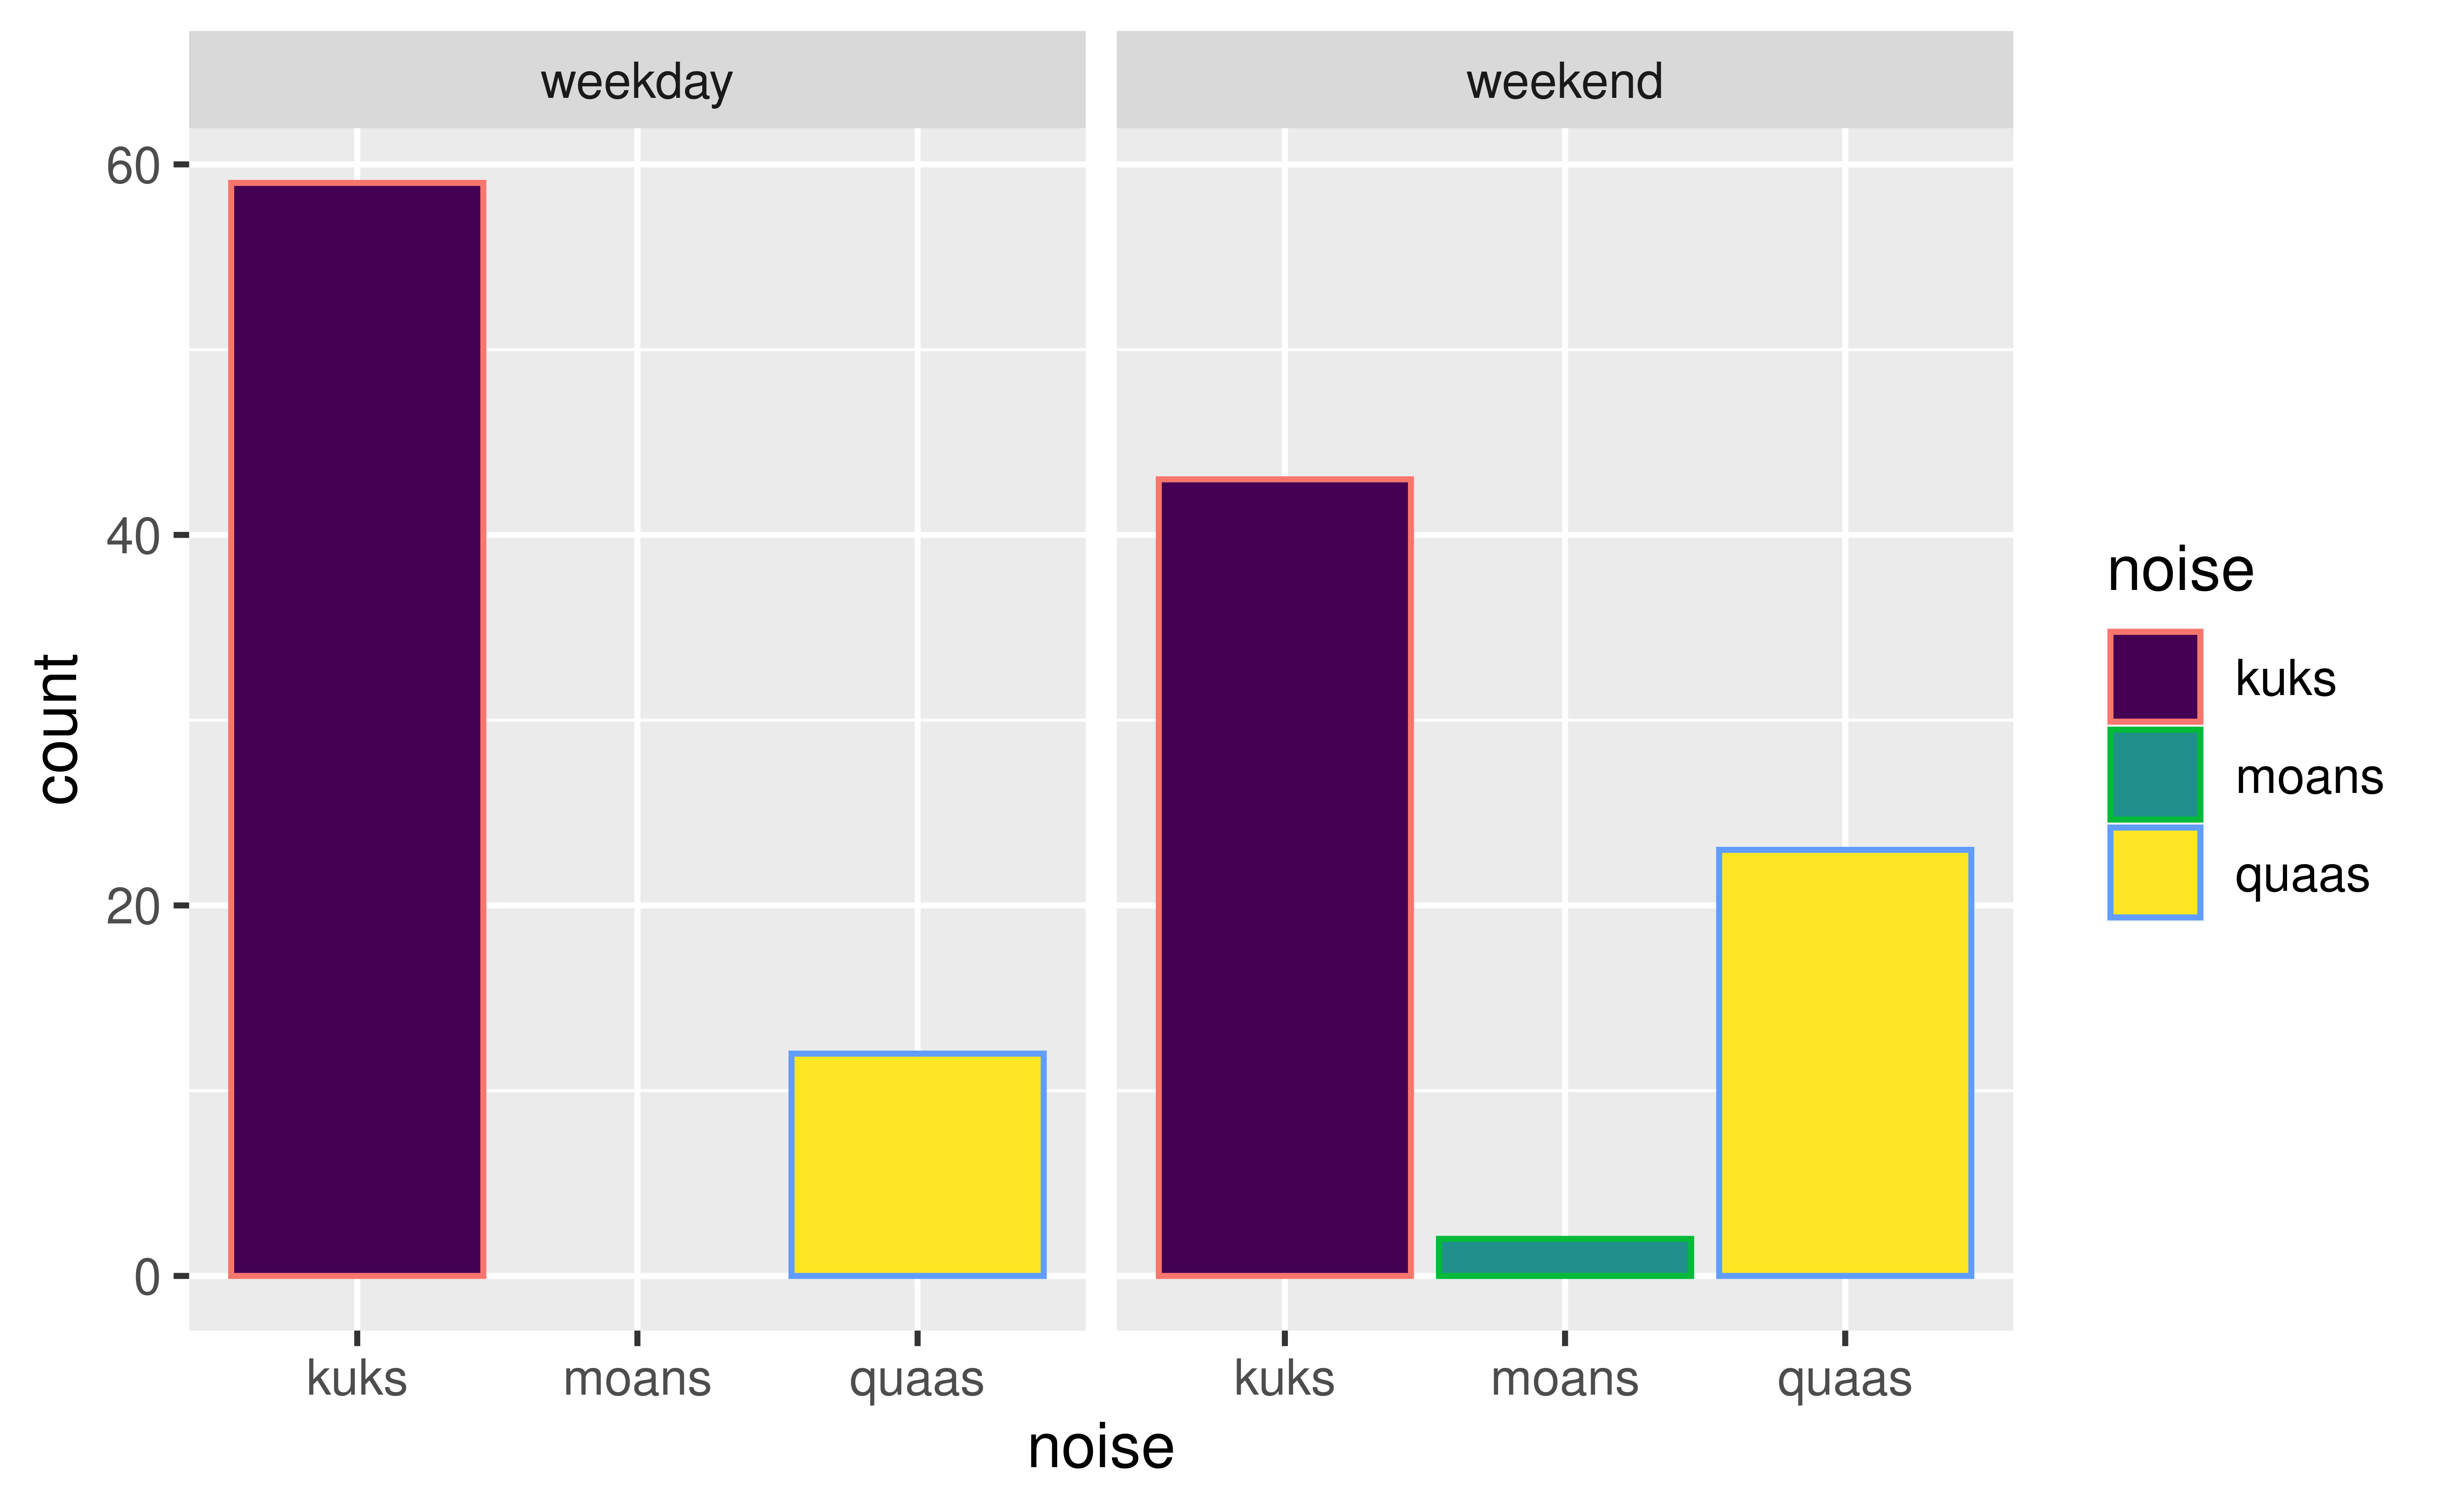 weekday weekend
60
40
20
0
count
kuks moans quaas kuks moans quaas
noise
noise
kuks
moans
quaas